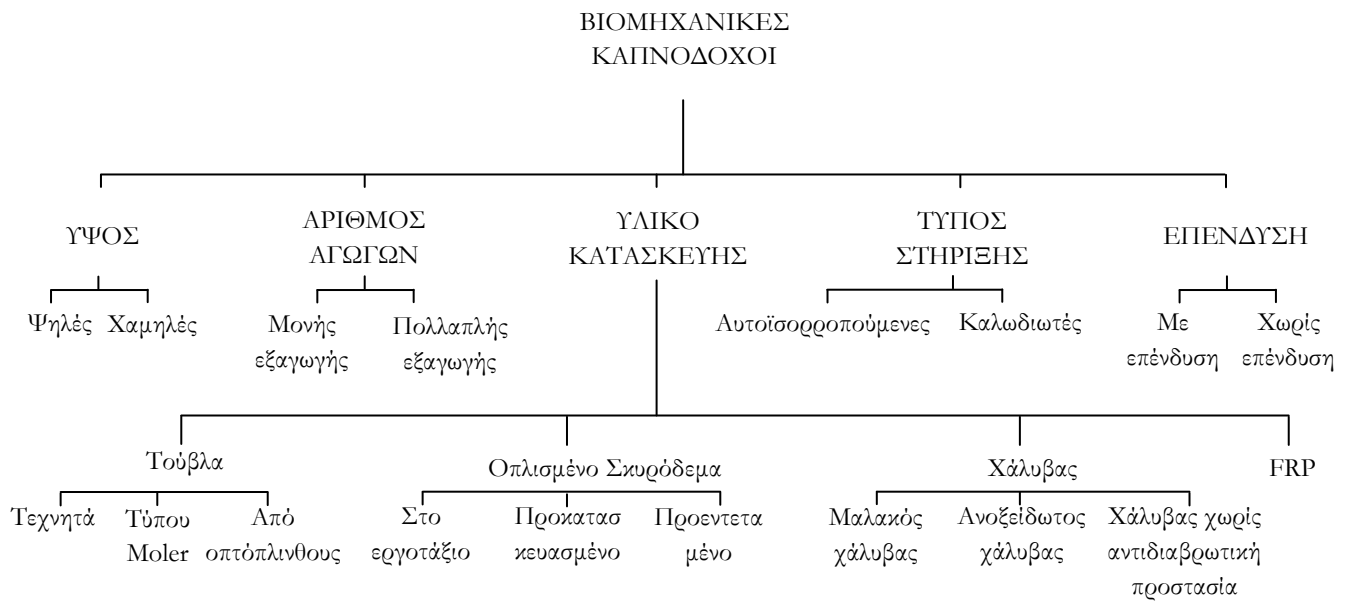 ΒΙΟΜΗΧΑΝΙΚΕΣ
ΚΑΠΝΟΔΟΧΟΙ
ΥΨΟΣ
ΑΡΙΘΜΟΣ
ΑΓΩΓΩΝ
ΥΛΙΚΟ
ΚΑΤΑΣΚΕΥΗΣ
ΤΥΠΟΣ
ΣΤΗΡΙΞΗΣ
ΕΠΕΝΔΥΣΗ
Ψηλές
Χαμηλές
Μονής
εξαγωγής
Πολλαπλής
εξαγωγής
Αυτοϊσορροπούμενες
Καλωδιωτές
Με
επένδυση
Χωρίς
επένδυση
Τούβλα
Οπλισμένο Σκυρόδεμα
Χάλυβας
FRP
Τεχνητά
Τύπου
Moler
Από
οπτόπλινθους
Στο
εργοτάξιο
Προκατασ
κευασμένο
Προεντετα
μένο
Μαλακός
χάλυβας
Ανοξείδωτος
χάλυβας
Χάλυβας χωρίς
αντιδιαβρωτική
προστασία